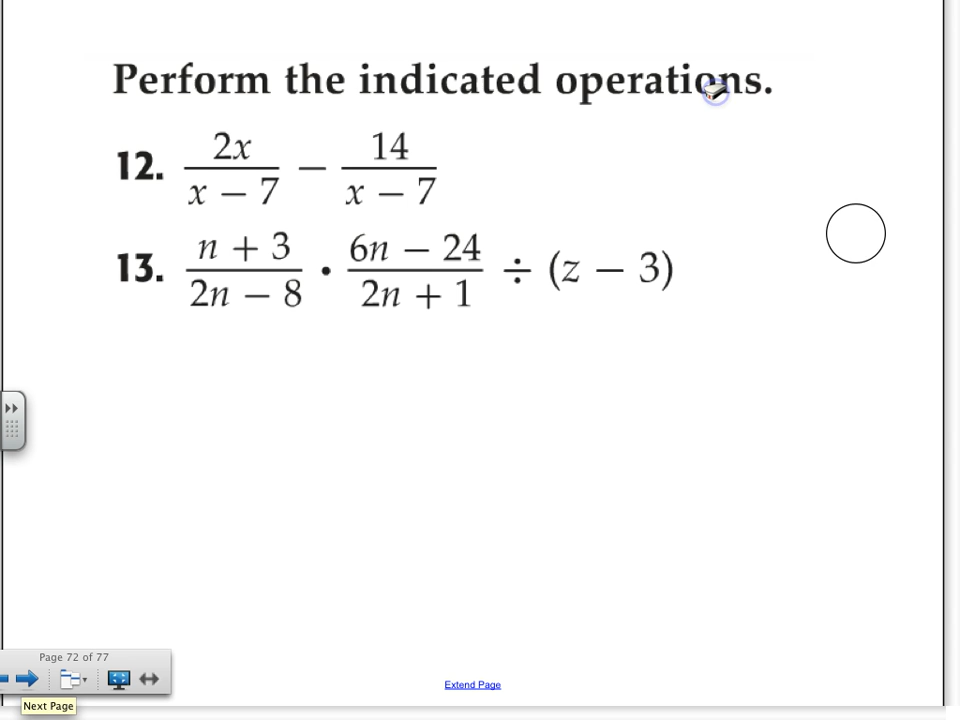 Perform the indicated operations.
12. 2x/(x − 7) − 14/(x − 7)
13. (n + 3)/(2n − 8) • (6n − 24)/(2n + 1) ÷ (z − 3)
Page 72 of 77
Next Page
Extend Page